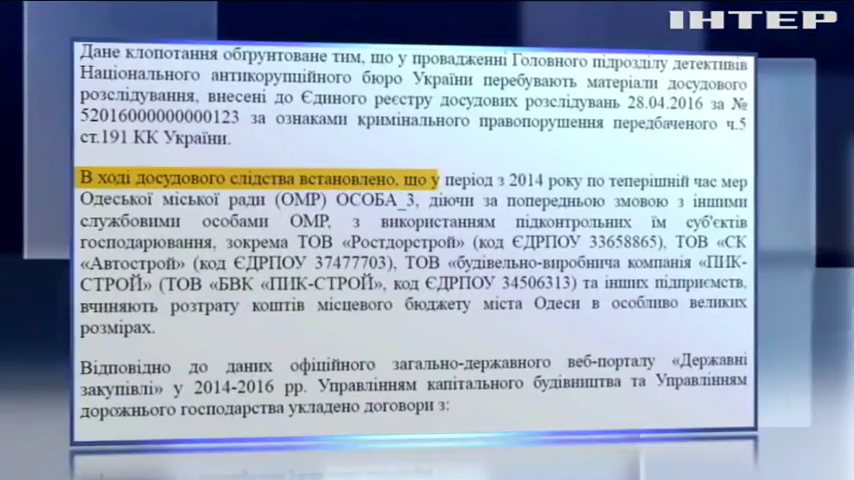 ІНТЕР
Дане клопотання обґрунтоване тим, що у провадженні Головного підрозділу детективів
Національного антикорупційного бюро України перебувають матеріали досудового
розслідування, внесені до Єдиного реєстру досудових розслідувань 28.04.2016 за №
52016000000000123 за ознаками кримінального правопорушення передбаченого ч.5
ст.191 КК України.
В ході досудового слідства встановлено, що у період з 2014 року по теперішній час мер
Одеської міської ради (ОМР) ОСОБА_3, діючи за попередньою змовою з іншими
службовими особами ОМР, з використанням підконтрольних їм суб'єктів
господарювання, зокрема ТОВ «Ростдорстрой» (код ЄДРПОУ 33658865), ТОВ «СК
«Автострой» (код ЄДРПОУ 37477703), ТОВ «будівельно-виробнича компанія «ПИК-
СТРОЙ» (ТОВ «БВК «ПИК-СТРОЙ», код ЄДРПОУ 34506313) та інших підприємств,
вчиняють розтрату коштів місцевого бюджету міста Одеси в особливо великих
розмірах.
Відповідно до даних офіційного загально-державного веб-порталу «Державні
закупівлі» у 2014-2016 рр. Управлінням капітального будівництва та Управлінням
дорожнього господарства укладено договори з: